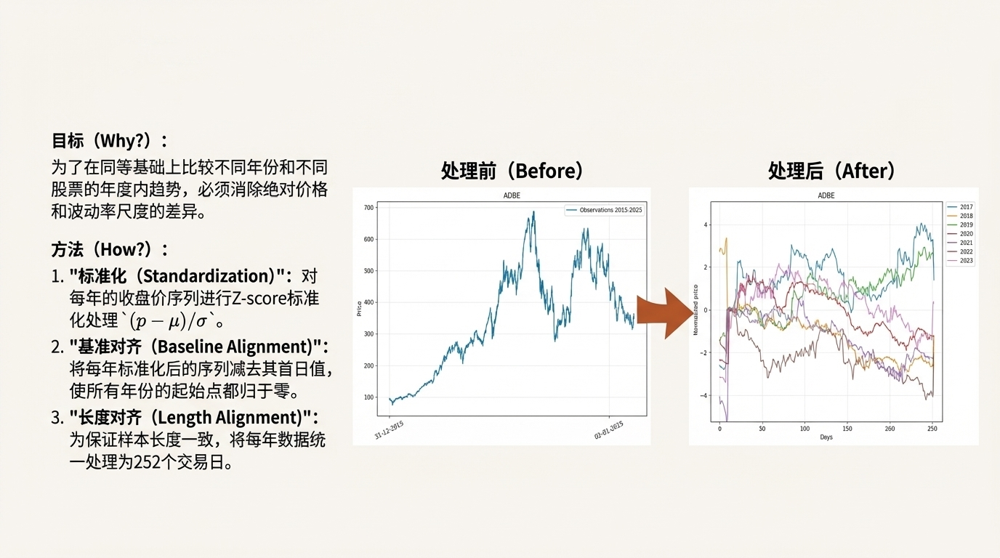 目标（Why?）：
为了在同等基础上比较不同年份和不同
股票的年度内趋势，必须消除绝对价格
和波动率尺度的差异。
方法（How?）：
1. "标准化（Standardization）"：对
每年的收盘价序列进行Z-score标准
化处理`(p − μ)/σ`。
2. "基准对齐（Baseline Alignment)"：
将每年标准化后的序列减去其首日值，
使所有年份的起始点都归于零。
3. "长度对齐（Length Alignment)"：
为保证样本长度一致，将每年数据统
一处理为252个交易日。
处理前（Before）
ADBE
Observations 2015-2025
700
600
500
400
300
200
100
Price
31-12-2015
处理后（After）
ADBE
2017
2018
2019
2020
2021
2022
2023
4
2
0
−2
−4
Normalised price
0
50
100
150
260
250
Days